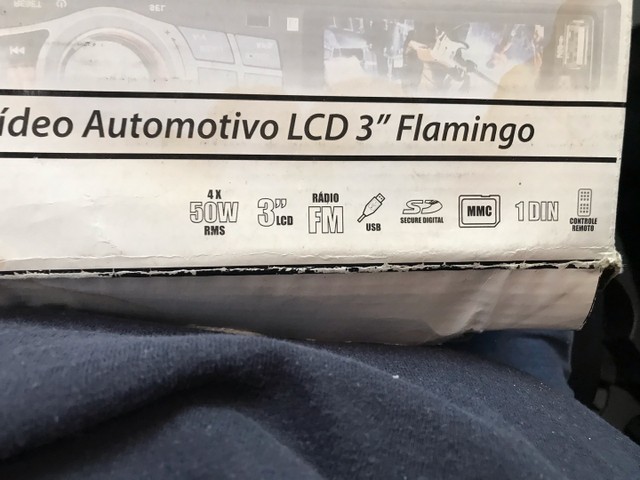 ídeo Automotivo LCD 3” Flamingo
4 X 50W RMS
3” LCD
RÁDIO FM
USB
SD SECURE DIGITAL
MMC
1 DIN
CONTROLE REMOTO